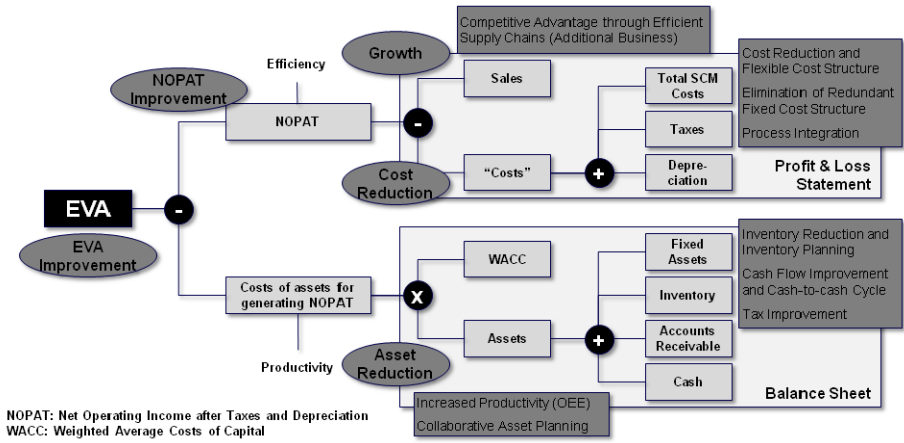 Competitive Advantage through Efficient
Supply Chains (Additional Business)
Growth
Cost Reduction and
Flexible Cost Structure
Elimination of Redundant
Fixed Cost Structure
Process Integration
Efficiency
NOPAT
Improvement
Sales
Total SCM
Costs
NOPAT
-
Taxes
Cost
Reduction
"Costs"
+
Depre-
ciation
Profit & Loss
Statement
EVA
-
EVA
Improvement
Inventory Reduction and
Inventory Planning
Cash Flow Improvement
and Cash-to-cash Cycle
Tax Improvement
WACC
Fixed
Assets
Costs of assets for
generating NOPAT
X
Inventory
Assets
+
Accounts
Receivable
Productivity
Asset
Reduction
Cash
Balance Sheet
Increased Productivity (OEE)
Collaborative Asset Planning
NOPAT: Net Operating Income after Taxes and Depreciation
WACC: Weighted Average Costs of Capital